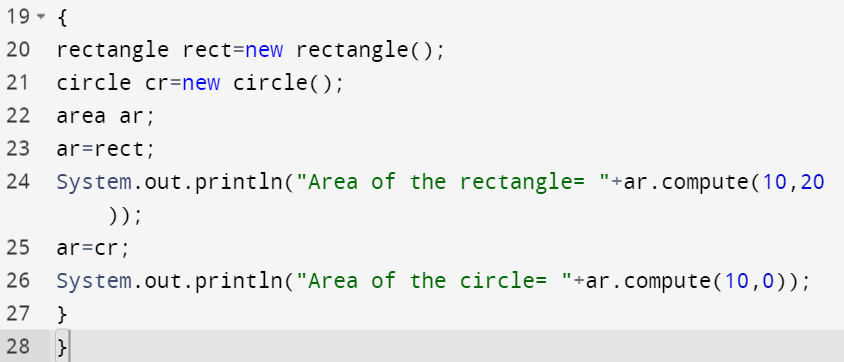 19 {
20 rectangle rect=new rectangle();
21 circle cr=new circle();
22 area ar;
23 ar=rect;
24 System.out.println("Area of the rectangle= "+ar.compute(10,20
));
25 ar=cr;
26 System.out.println("Area of the circle= "+ar.compute(10,0));
27 }
28 }